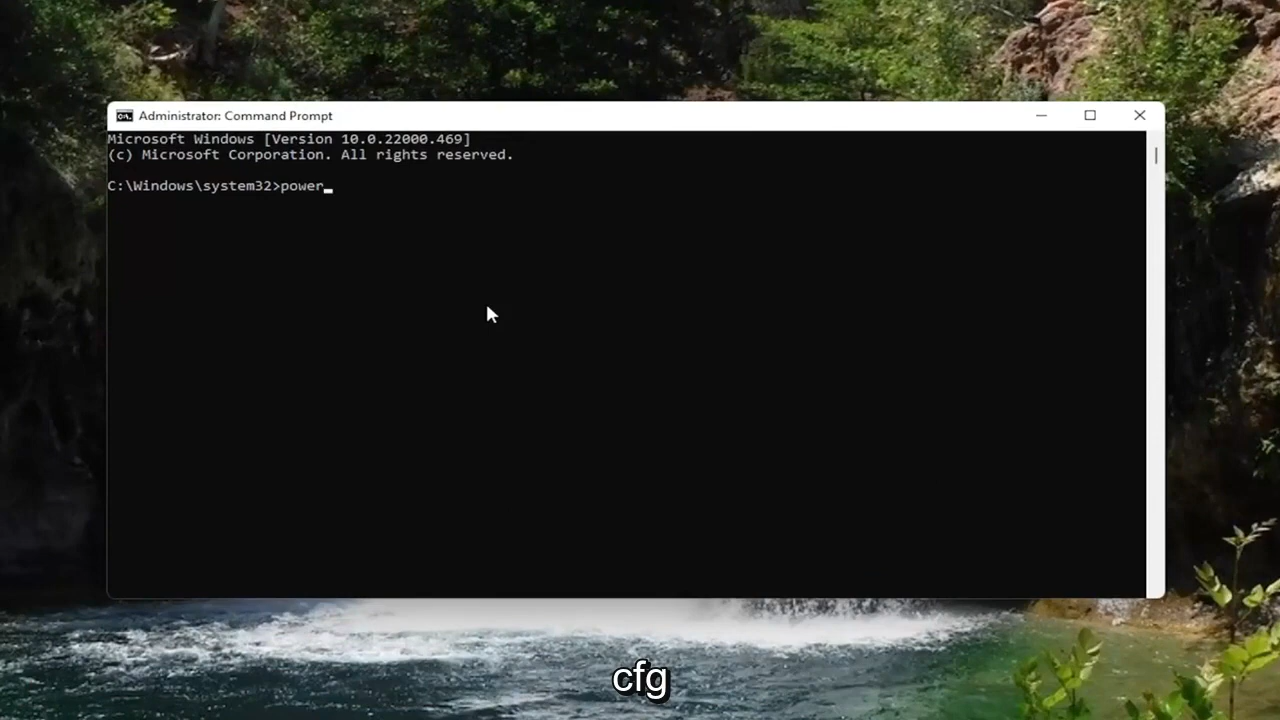 Administrator: Command Prompt
Microsoft Windows [Version 10.0.22000.469]
(c) Microsoft Corporation. All rights reserved.
C:\Windows\system32>power
cfg